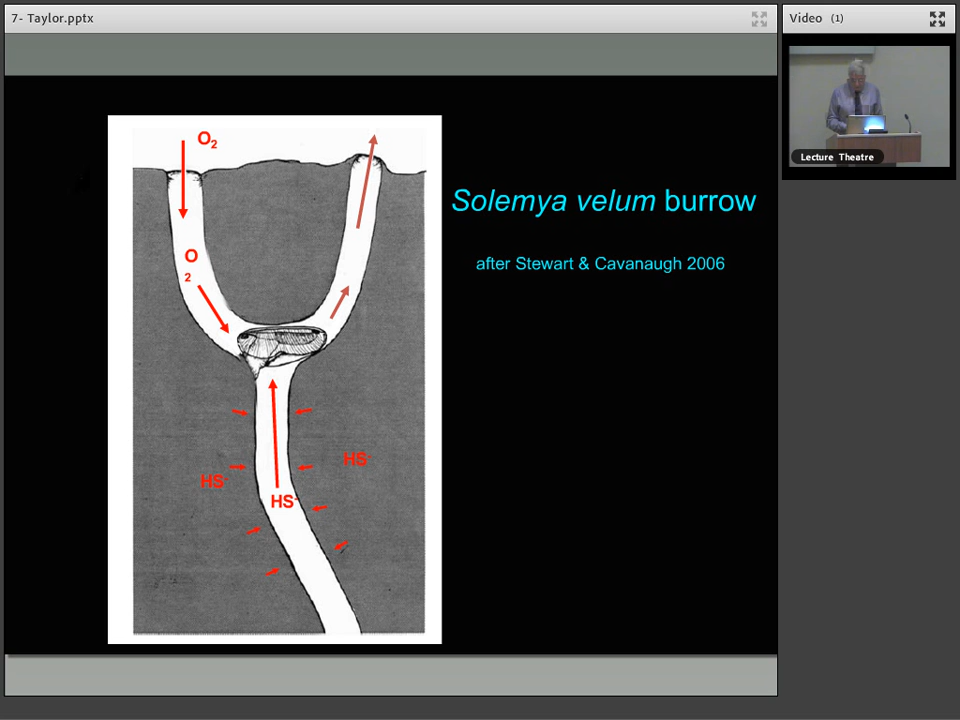 7- Taylor.pptx
Video (1)
Lecture Theatre
O2
O
2
HS-
HS-
HS-
Solemya velum burrow
after Stewart & Cavanaugh 2006